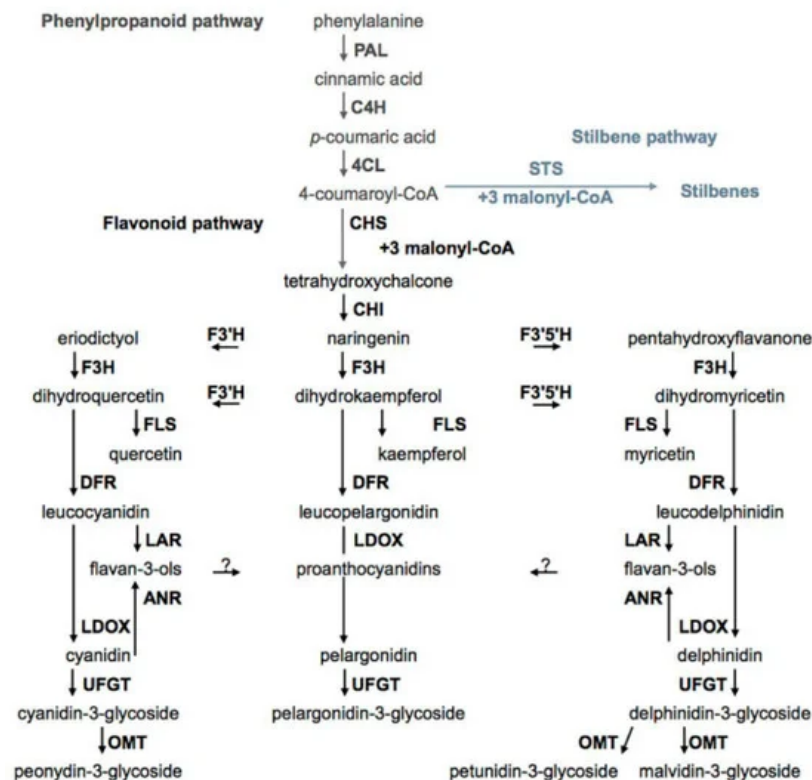 Phenylpropanoid pathway phenylalanine
PAL
cinnamic acid
C4H
p-coumaric acid Stilbene pathway
4CL STS
4-coumaroyl-CoA +3 malonyl-CoA Stilbenes
Flavonoid pathway CHS
+3 malonyl-CoA
tetrahydroxychalcone
CHI
eriodictyol F3'H naringenin F3'5'H pentahydroxyflavanone
F3H F3H F3H
dihydroquercetin F3'H dihydrokaempferol F3'5'H dihydromyricetin
FLS FLS FLS
quercetin kaempferol myricetin
DFR DFR DFR
leucocyanidin leucopelargonidin leucodelphinidin
LAR LDOX LAR
flavan-3-ols ? proanthocyanidins ? flavan-3-ols
ANR ANR
LDOX LDOX
cyanidin pelargonidin delphinidin
UFGT UFGT UFGT
cyanidin-3-glycoside pelargonidin-3-glycoside delphinidin-3-glycoside
OMT OMT OMT
peonydin-3-glycoside petunidin-3-glycoside malvidin-3-glycoside